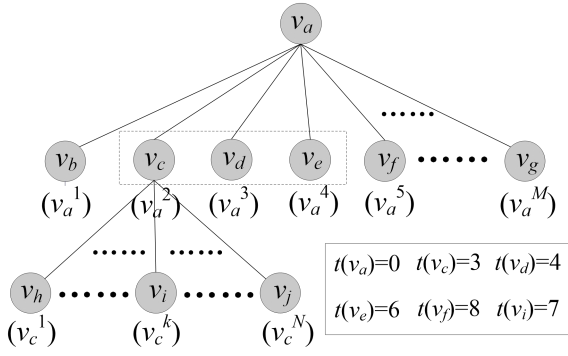 v_a
v_b v_c v_d v_e v_f ...... v_g
(v_a^1) (v_a^2) (v_a^3) (v_a^4) (v_a^5) (v_a^M)
v_h ...... v_i ...... v_j
(v_c^1) (v_c^k) (v_c^N)
t(v_a)=0 t(v_c)=3 t(v_d)=4
t(v_e)=6 t(v_f)=8 t(v_i)=7